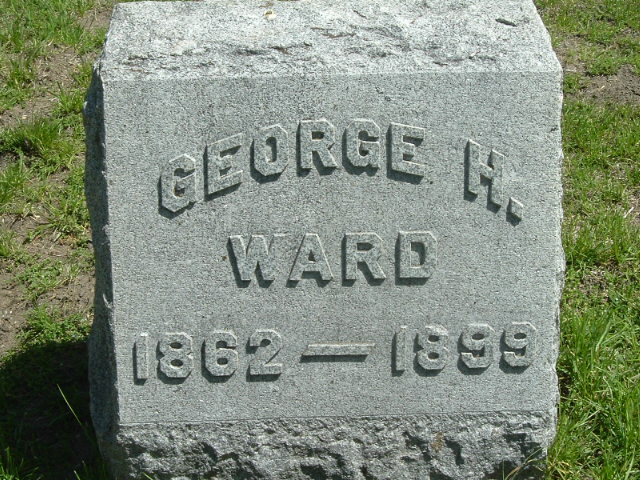 GEORGE H.
WARD
1862 — 1899